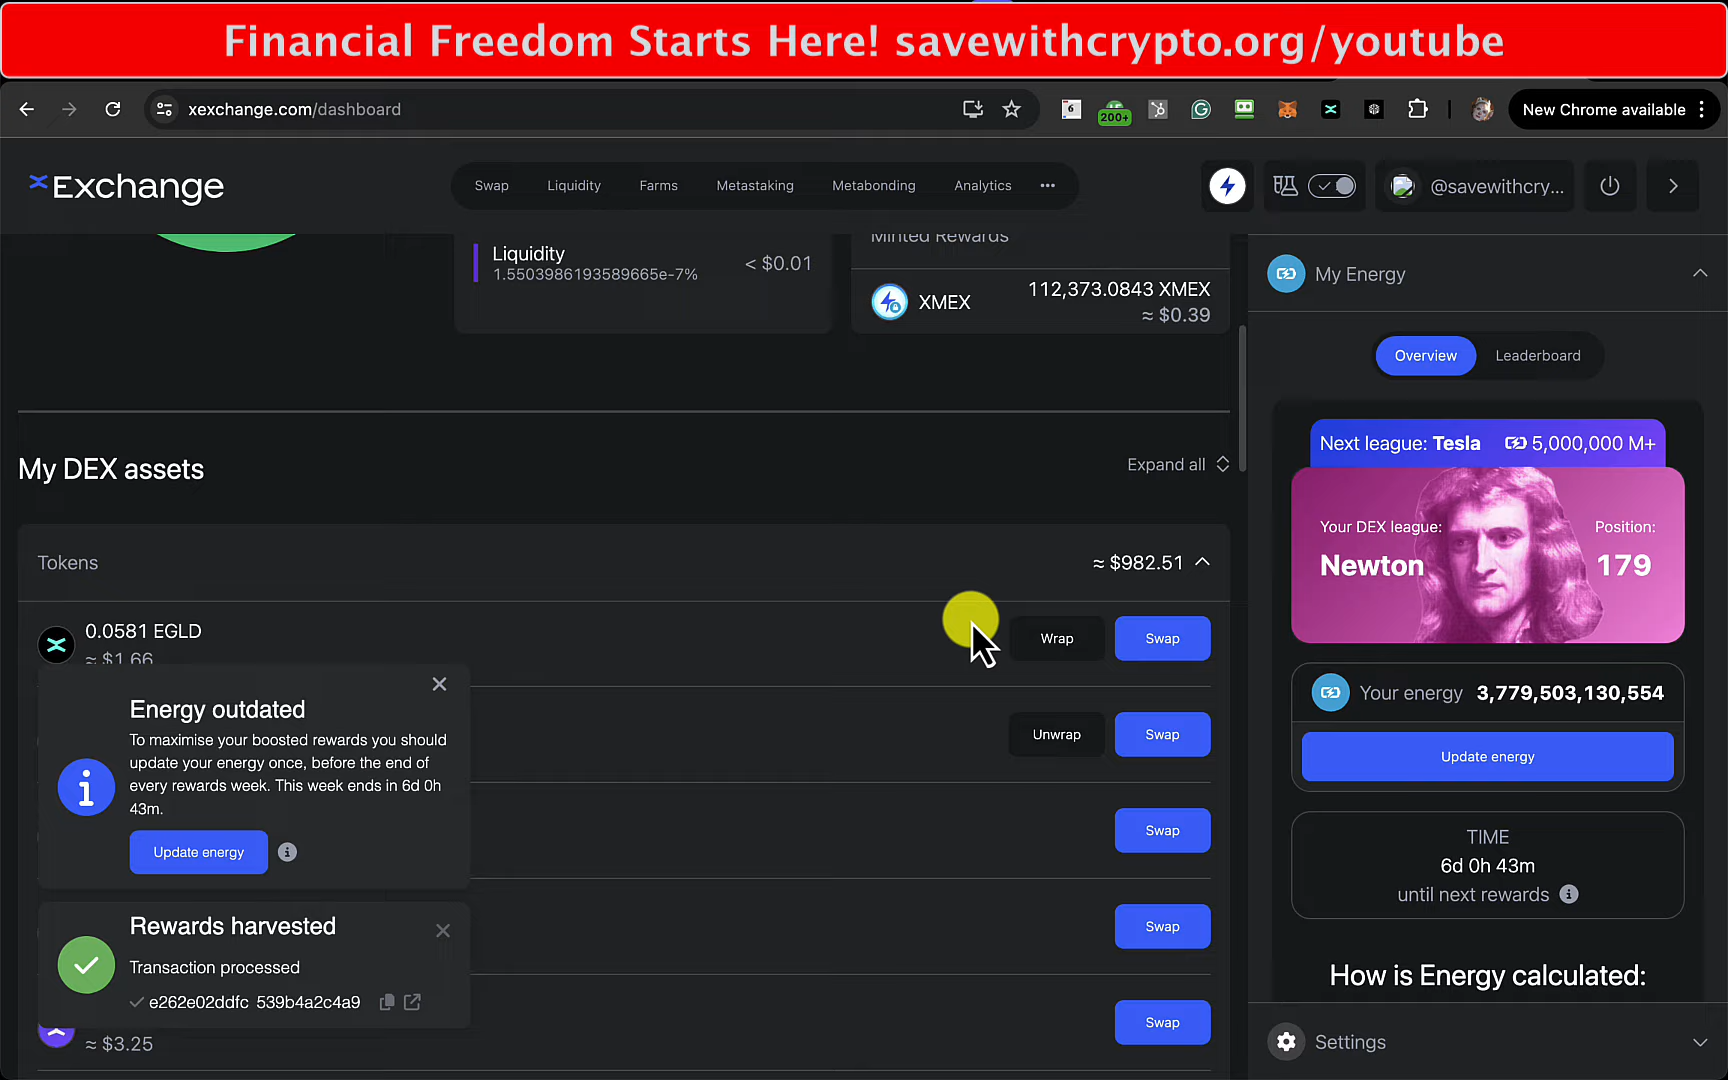 Financial Freedom Starts Here! savewithcrypto.org/youtube
xexchange.com/dashboard
6
200+
New Chrome available
Exchange
Swap
Liquidity
Farms
Metastaking
Metabonding
Analytics
@savewithcry...
Liquidity
1.5503986193589665e-7%
< $0.01
Minted Rewards
XMEX
112,373.0843 XMEX
≈ $0.39
My DEX assets
Expand all
Tokens
≈ $982.51
0.0581 EGLD
≈ $1.66
Wrap
Swap
Unwrap
Swap
Swap
Swap
≈ $3.25
Swap
Energy outdated
To maximise your boosted rewards you should
update your energy once, before the end of
every rewards week. This week ends in 6d 0h
43m.
Update energy
Rewards harvested
Transaction processed
e262e02ddfc 539b4a2c4a9
My Energy
Overview
Leaderboard
Next league: Tesla
5,000,000 M+
Your DEX league:
Newton
Position:
179
Your energy
3,779,503,130,554
Update energy
TIME
6d 0h 43m
until next rewards
How is Energy calculated:
Settings